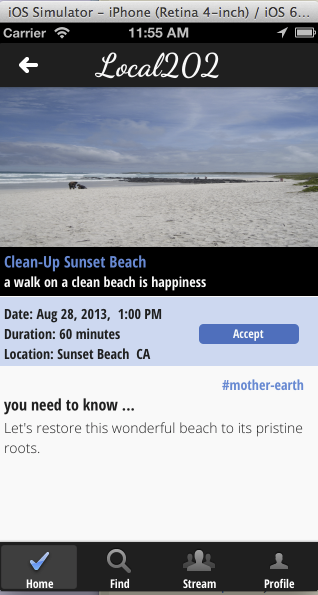 iOS Simulator – iPhone (Retina 4-inch) / iOS 6...
Carrier 11:55 AM
Local202
Clean-Up Sunset Beach
a walk on a clean beach is happiness
Date: Aug 28, 2013,  1:00 PM
Duration: 60 minutes
Accept
Location: Sunset Beach  CA
#mother-earth
you need to know ...
Let's restore this wonderful beach to its pristine
roots.
Home Find Stream Profile